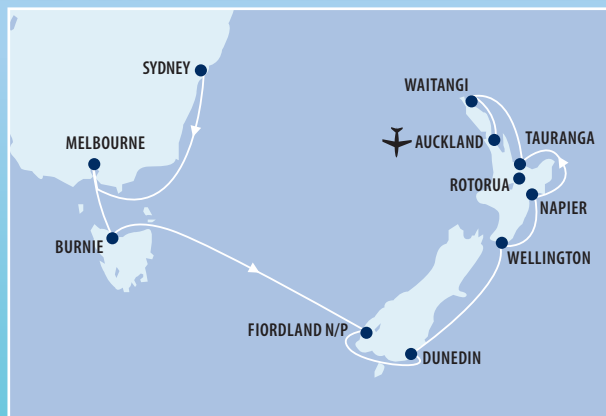 SYDNEY
WAITANGI
MELBOURNE
AUCKLAND
TAURANGA
ROTORUA
NAPIER
BURNIE
WELLINGTON
FIORDLAND N/P
DUNEDIN